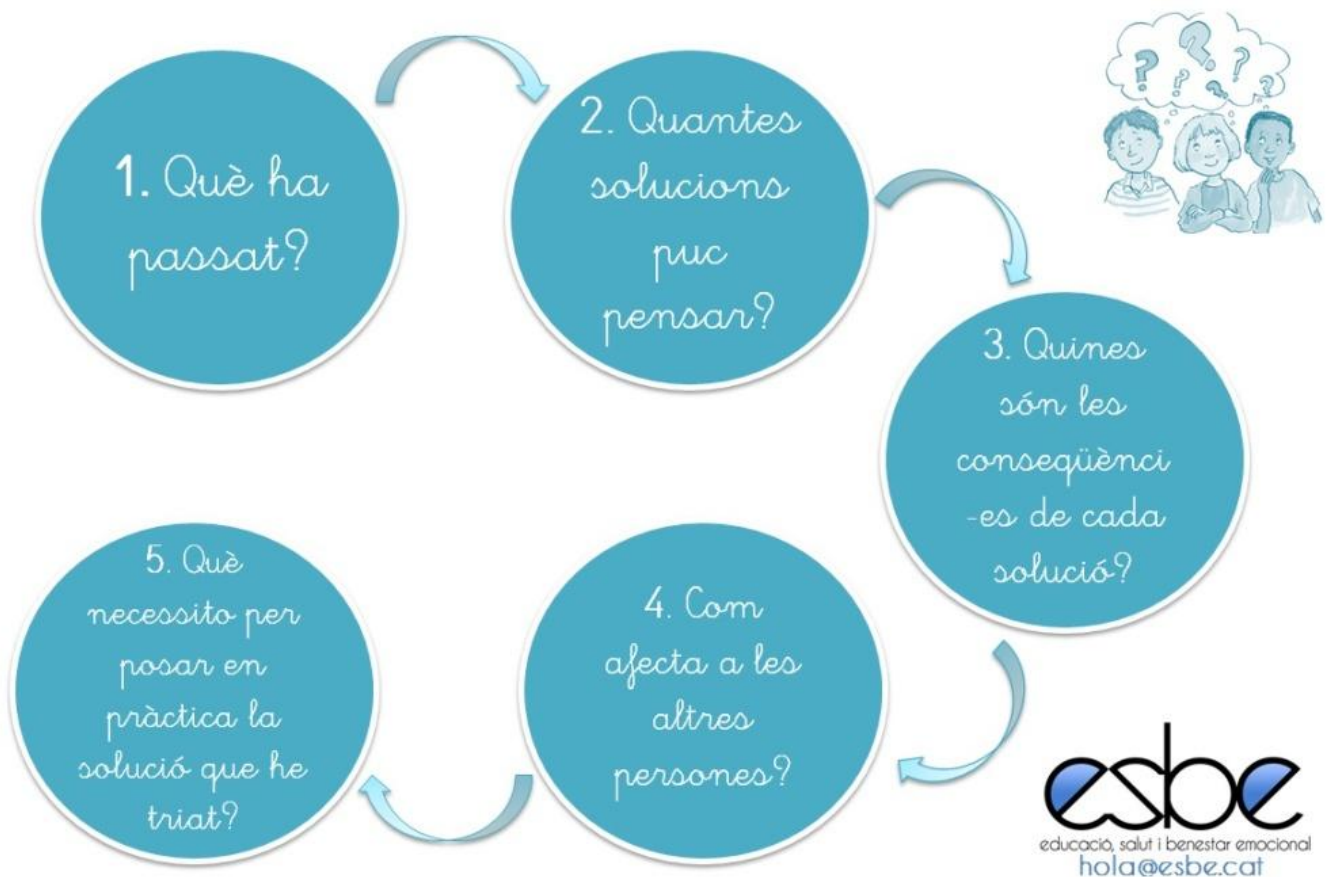 1. Què ha
passat?
2. Quantes
solucions
puc
pensar?
3. Quines
són les
conseqüènci
-es de cada
solució?
4. Com
afecta a les
altres
persones?
5. Què
necessito per
posar en
pràctica la
solució que he
triat?
? ? ? ? ? ?
esbe
educació, salut i benestar emocional
hola@esbe.cat